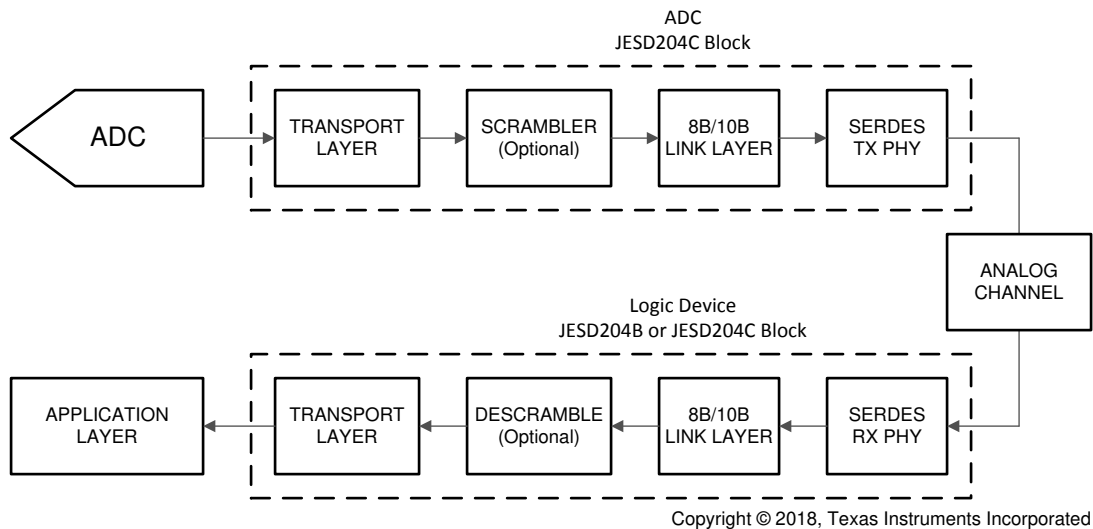 ADC
JESD204C Block
ADC
TRANSPORT
LAYER
SCRAMBLER
(Optional)
8B/10B
LINK LAYER
SERDES
TX PHY
ANALOG
CHANNEL
Logic Device
JESD204B or JESD204C Block
APPLICATION
LAYER
TRANSPORT
LAYER
DESCRAMBLE
(Optional)
8B/10B
LINK LAYER
SERDES
RX PHY
Copyright © 2018, Texas Instruments Incorporated